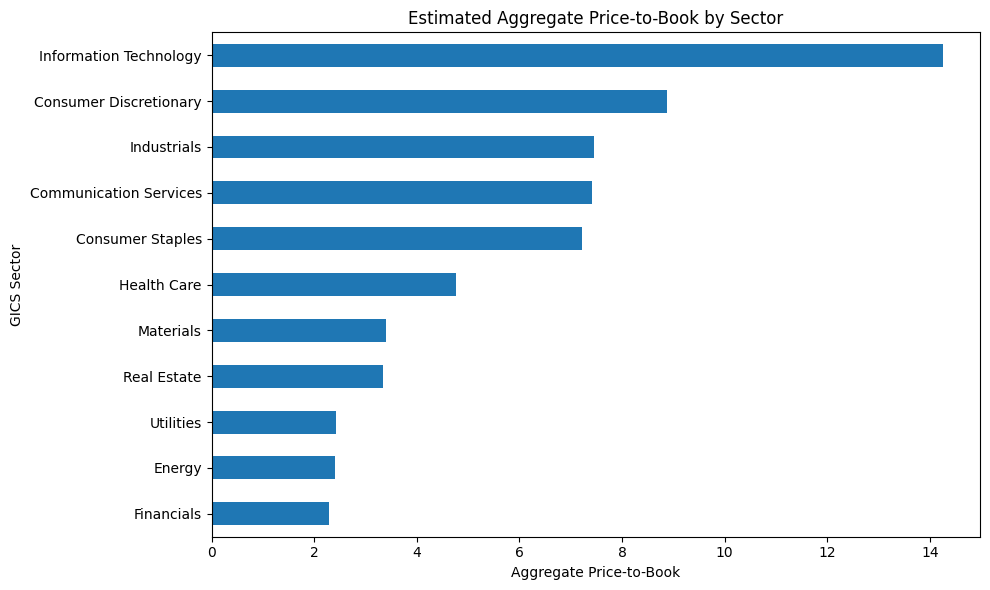 Estimated Aggregate Price-to-Book by Sector
GICS Sector
Information Technology
Consumer Discretionary
Industrials
Communication Services
Consumer Staples
Health Care
Materials
Real Estate
Utilities
Energy
Financials
0 2 4 6 8 10 12 14
Aggregate Price-to-Book